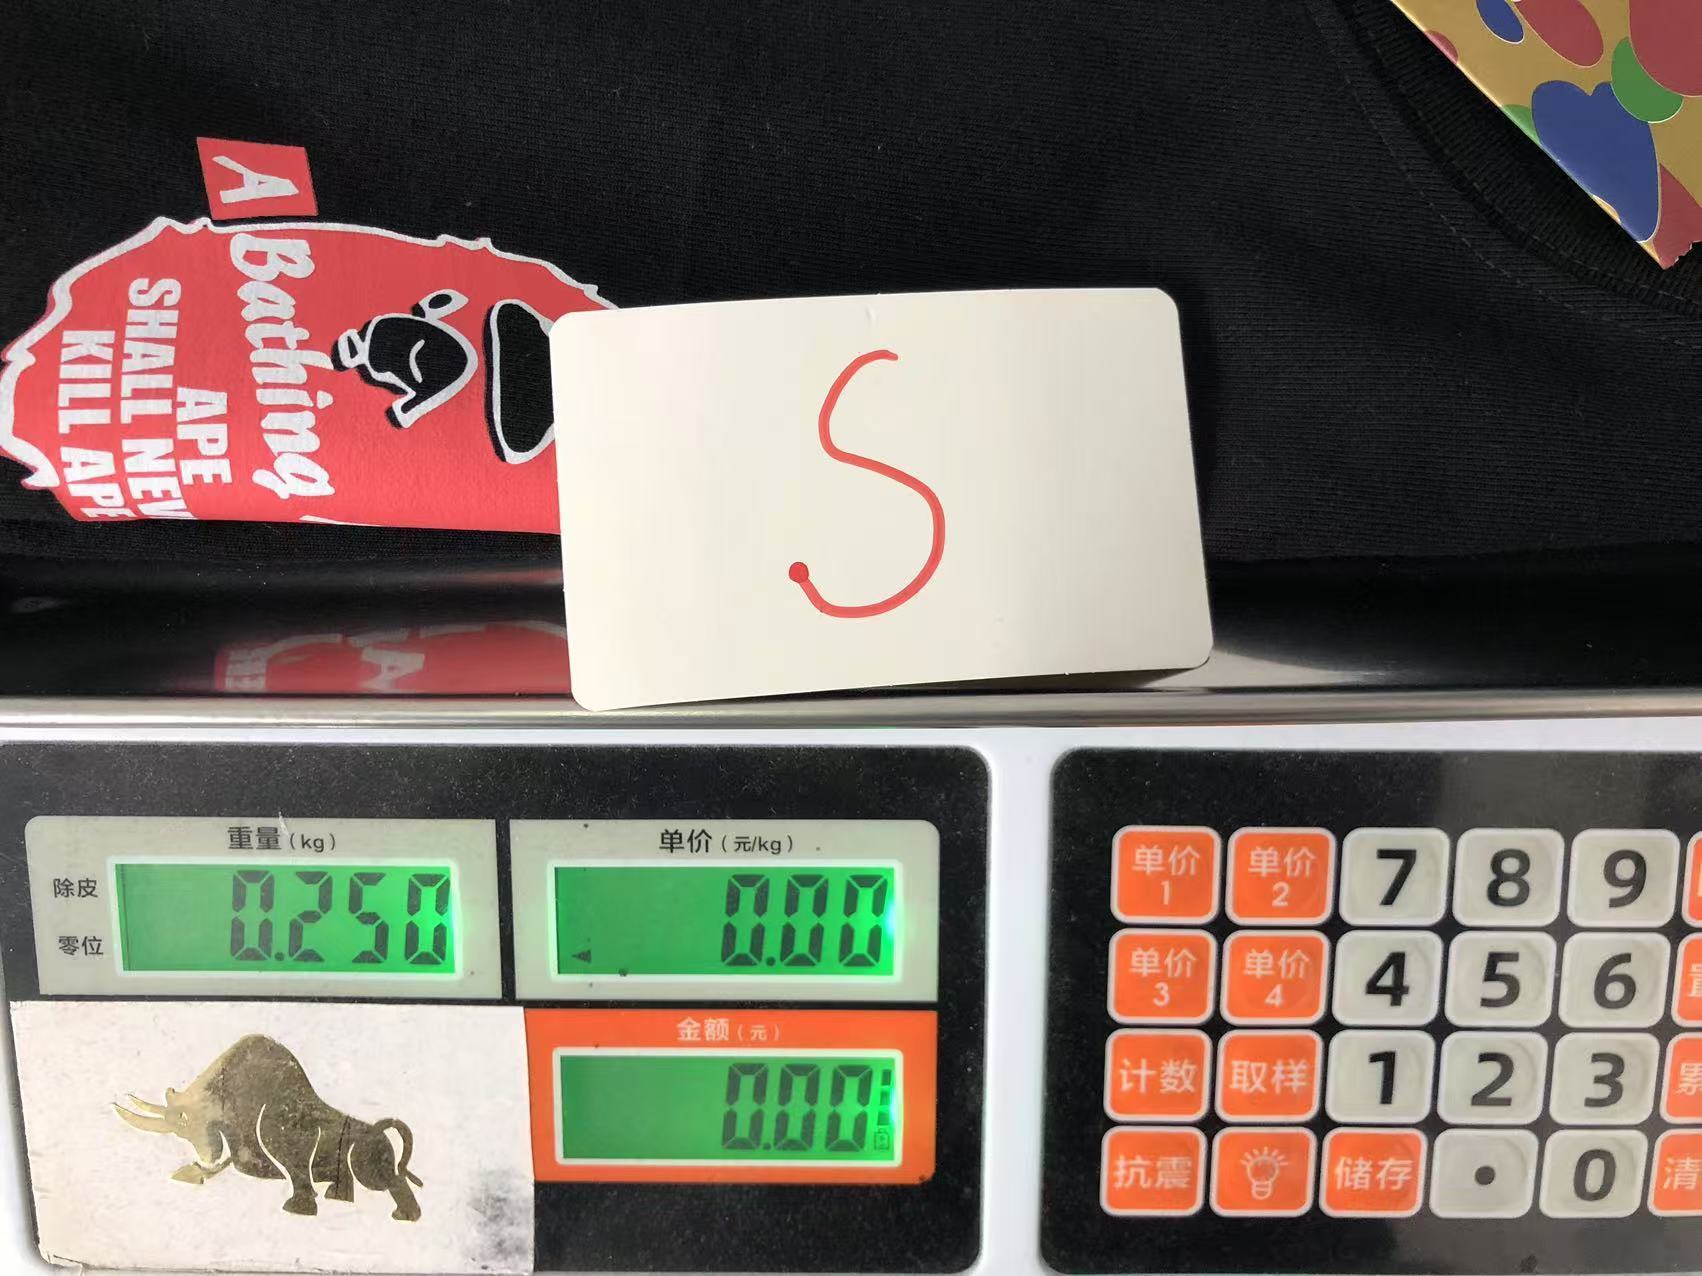 A
Bathing
APE
SHALL NEV
KILL APE
S
重量（kg）
除皮
零位
0.250
单价（元/kg）
0.00
金额（元）
0.00
单价1 单价2 7 8 9
单价3 单价4 4 5 6
计数 取样 1 2 3 累
抗震 储存 . 0 清